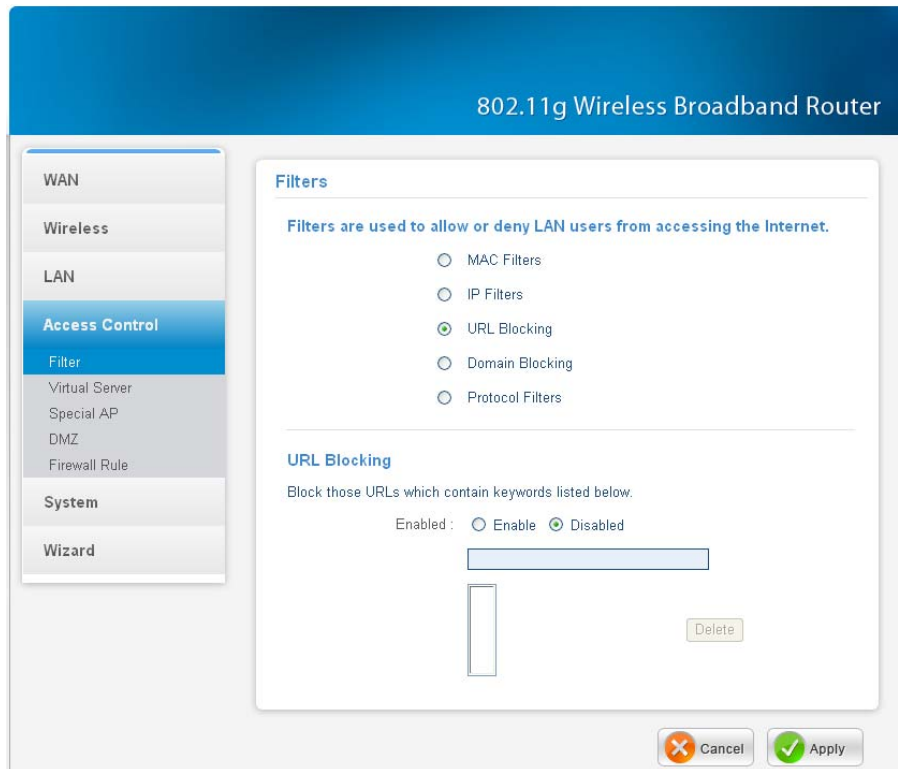 802.11g Wireless Broadband Router
WAN
Wireless
LAN
Access Control
Filter
Virtual Server
Special AP
DMZ
Firewall Rule
System
Wizard
Filters
Filters are used to allow or deny LAN users from accessing the Internet.
MAC Filters
IP Filters
URL Blocking
Domain Blocking
Protocol Filters
URL Blocking
Block those URLs which contain keywords listed below.
Enabled : Enable Disabled
Delete
Cancel Apply